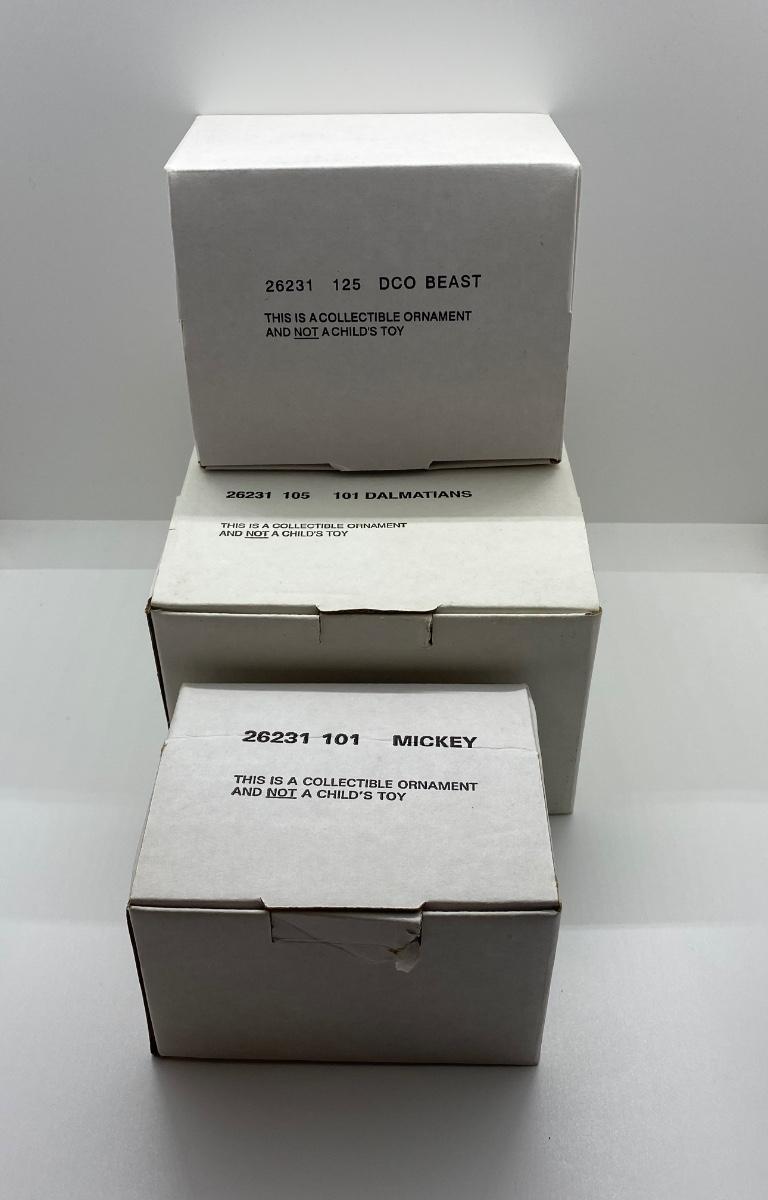 26231 125 DCO BEAST
THIS IS A COLLECTIBLE ORNAMENT
AND NOT A CHILD'S TOY
26231 105 101 DALMATIANS
THIS IS A COLLECTIBLE ORNAMENT
AND NOT A CHILD'S TOY
26231 101 MICKEY
THIS IS A COLLECTIBLE ORNAMENT
AND NOT A CHILD'S TOY